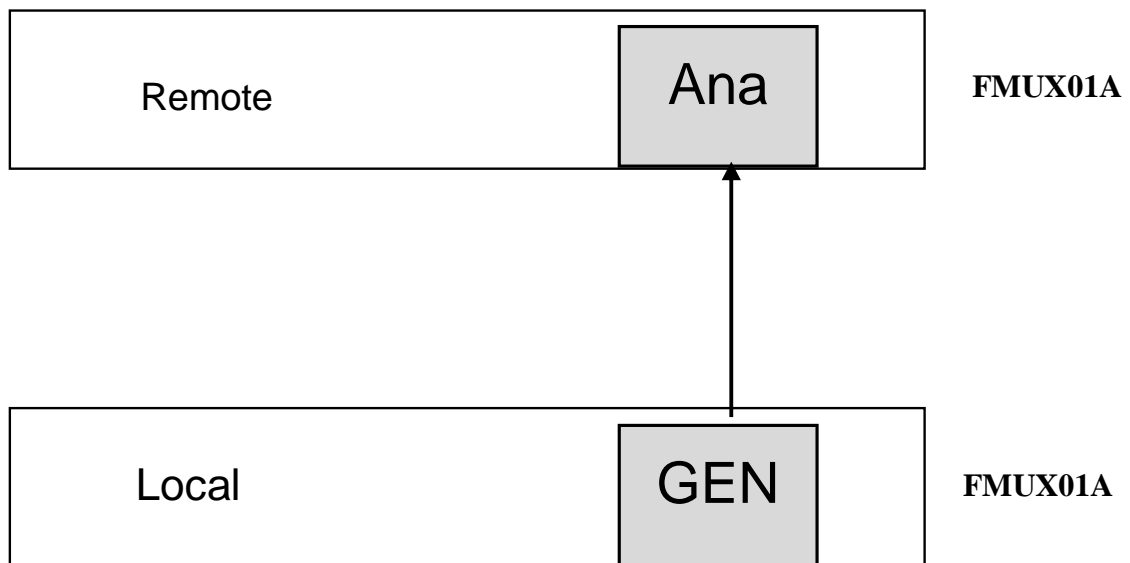 Remote
Ana
FMUX01A
Local
GEN
FMUX01A